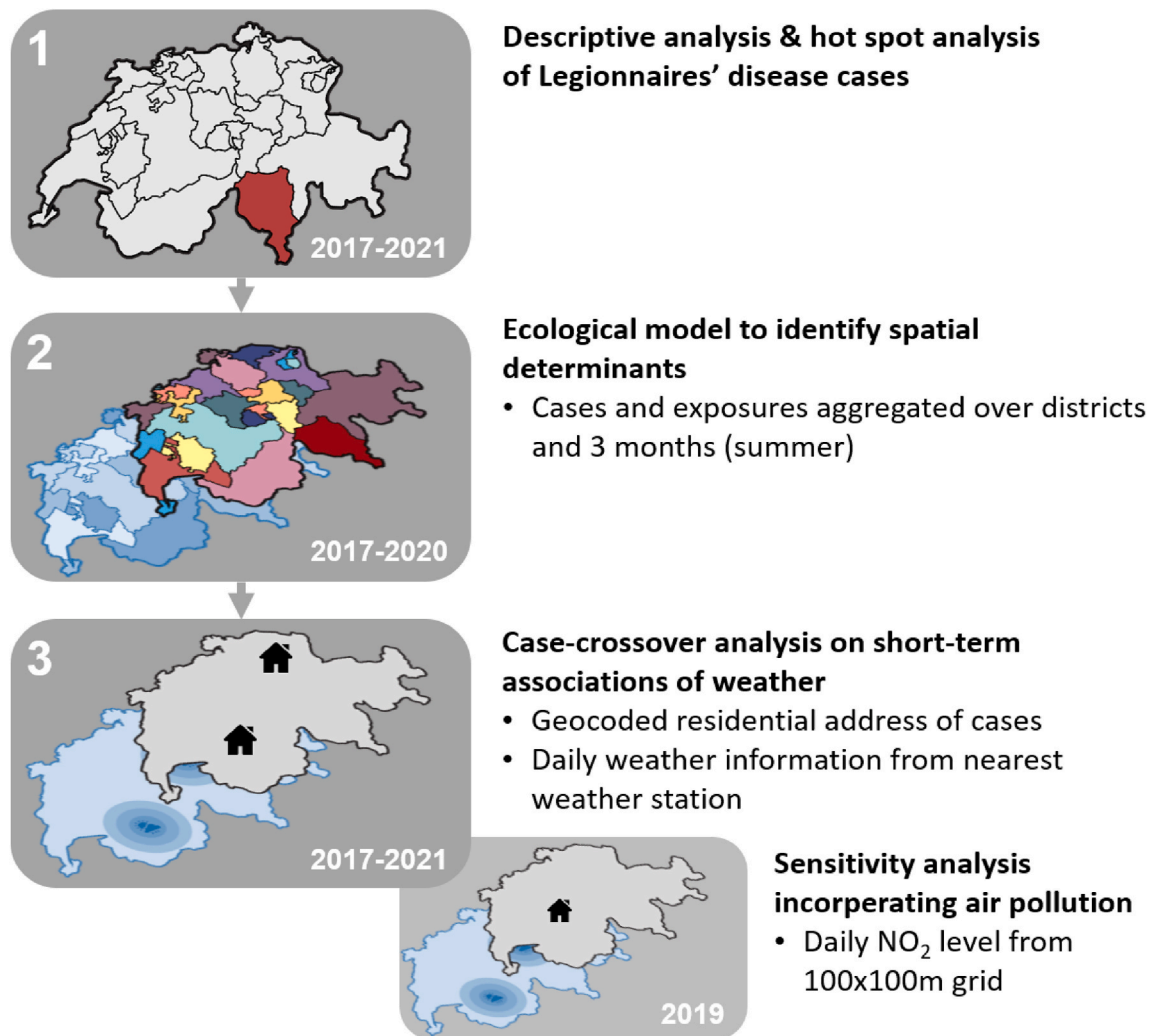 1
Descriptive analysis & hot spot analysis
of Legionnaires’ disease cases
2017-2021
2
Ecological model to identify spatial
determinants
• Cases and exposures aggregated over districts
and 3 months (summer)
2017-2020
3
Case-crossover analysis on short-term
associations of weather
• Geocoded residential address of cases
• Daily weather information from nearest
weather station
2017-2021
Sensitivity analysis
incorperating air pollution
• Daily NO₂ level from
100x100m grid
2019